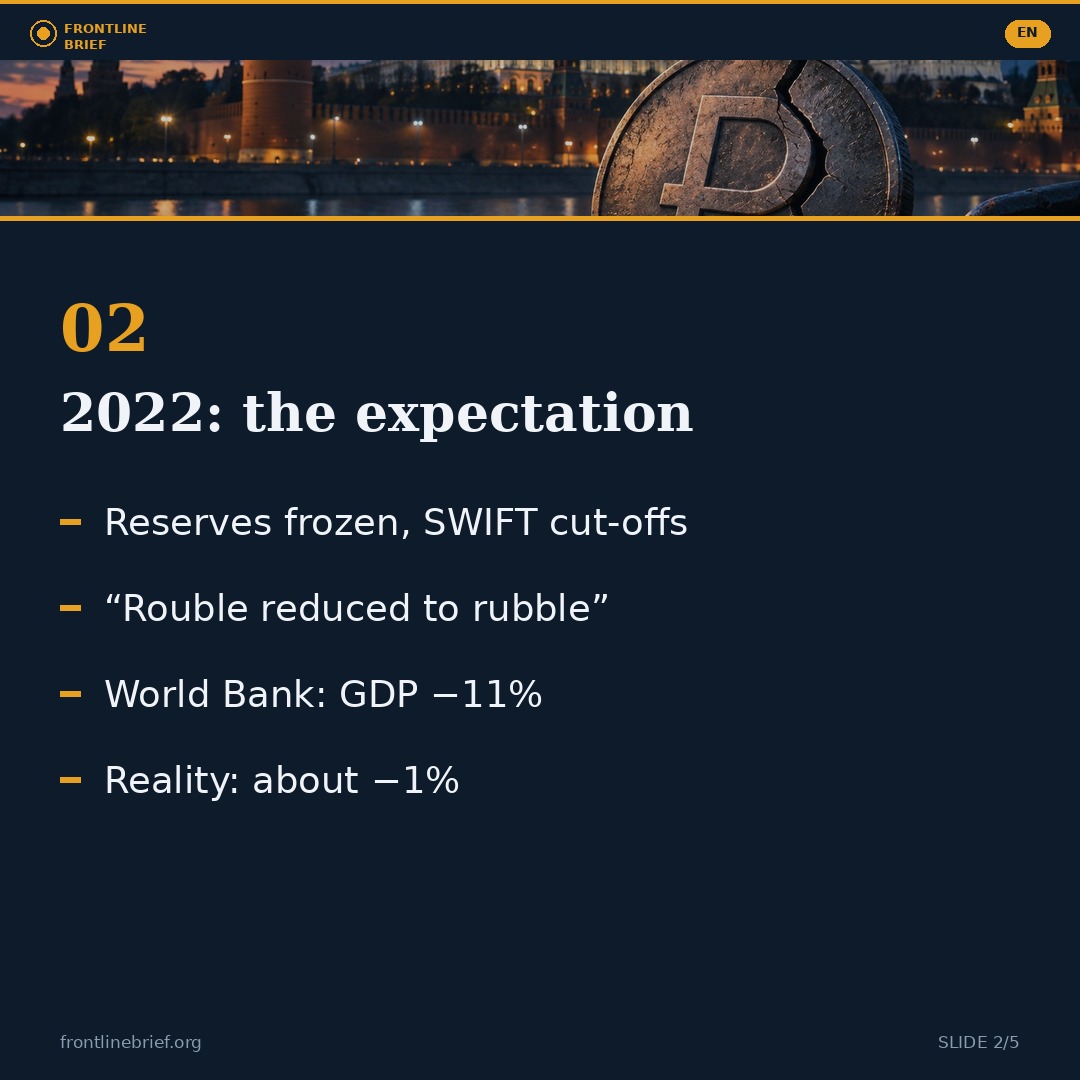 FRONTLINE
BRIEF
EN
02
2022: the expectation
Reserves frozen, SWIFT cut-offs
“Rouble reduced to rubble”
World Bank: GDP −11%
Reality: about −1%
frontlinebrief.org
SLIDE 2/5